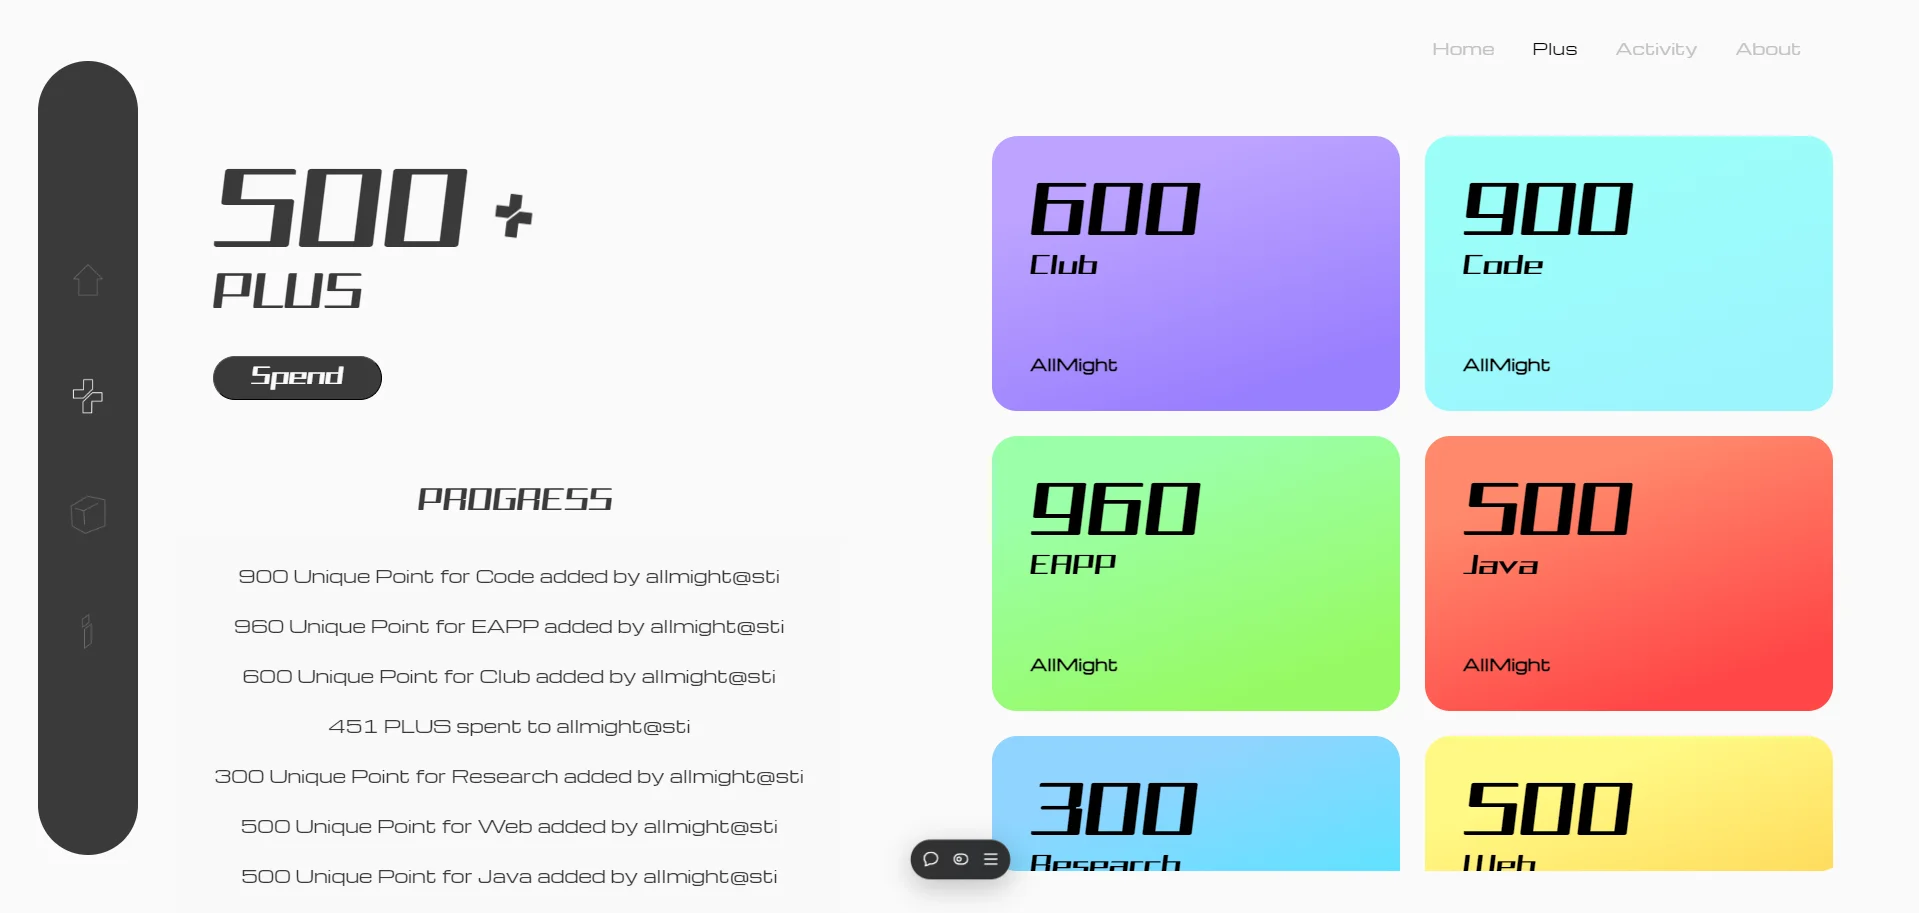 Home Plus Activity About
500 +
PLUS
Spend
PROGRESS
900 Unique Point for Code added by allmight@sti
960 Unique Point for EAPP added by allmight@sti
600 Unique Point for Club added by allmight@sti
451 PLUS spent to allmight@sti
300 Unique Point for Research added by allmight@sti
500 Unique Point for Web added by allmight@sti
500 Unique Point for Java added by allmight@sti
600
Club
AllMight
900
Code
AllMight
960
EAPP
AllMight
500
Java
AllMight
300
Research
500
Web